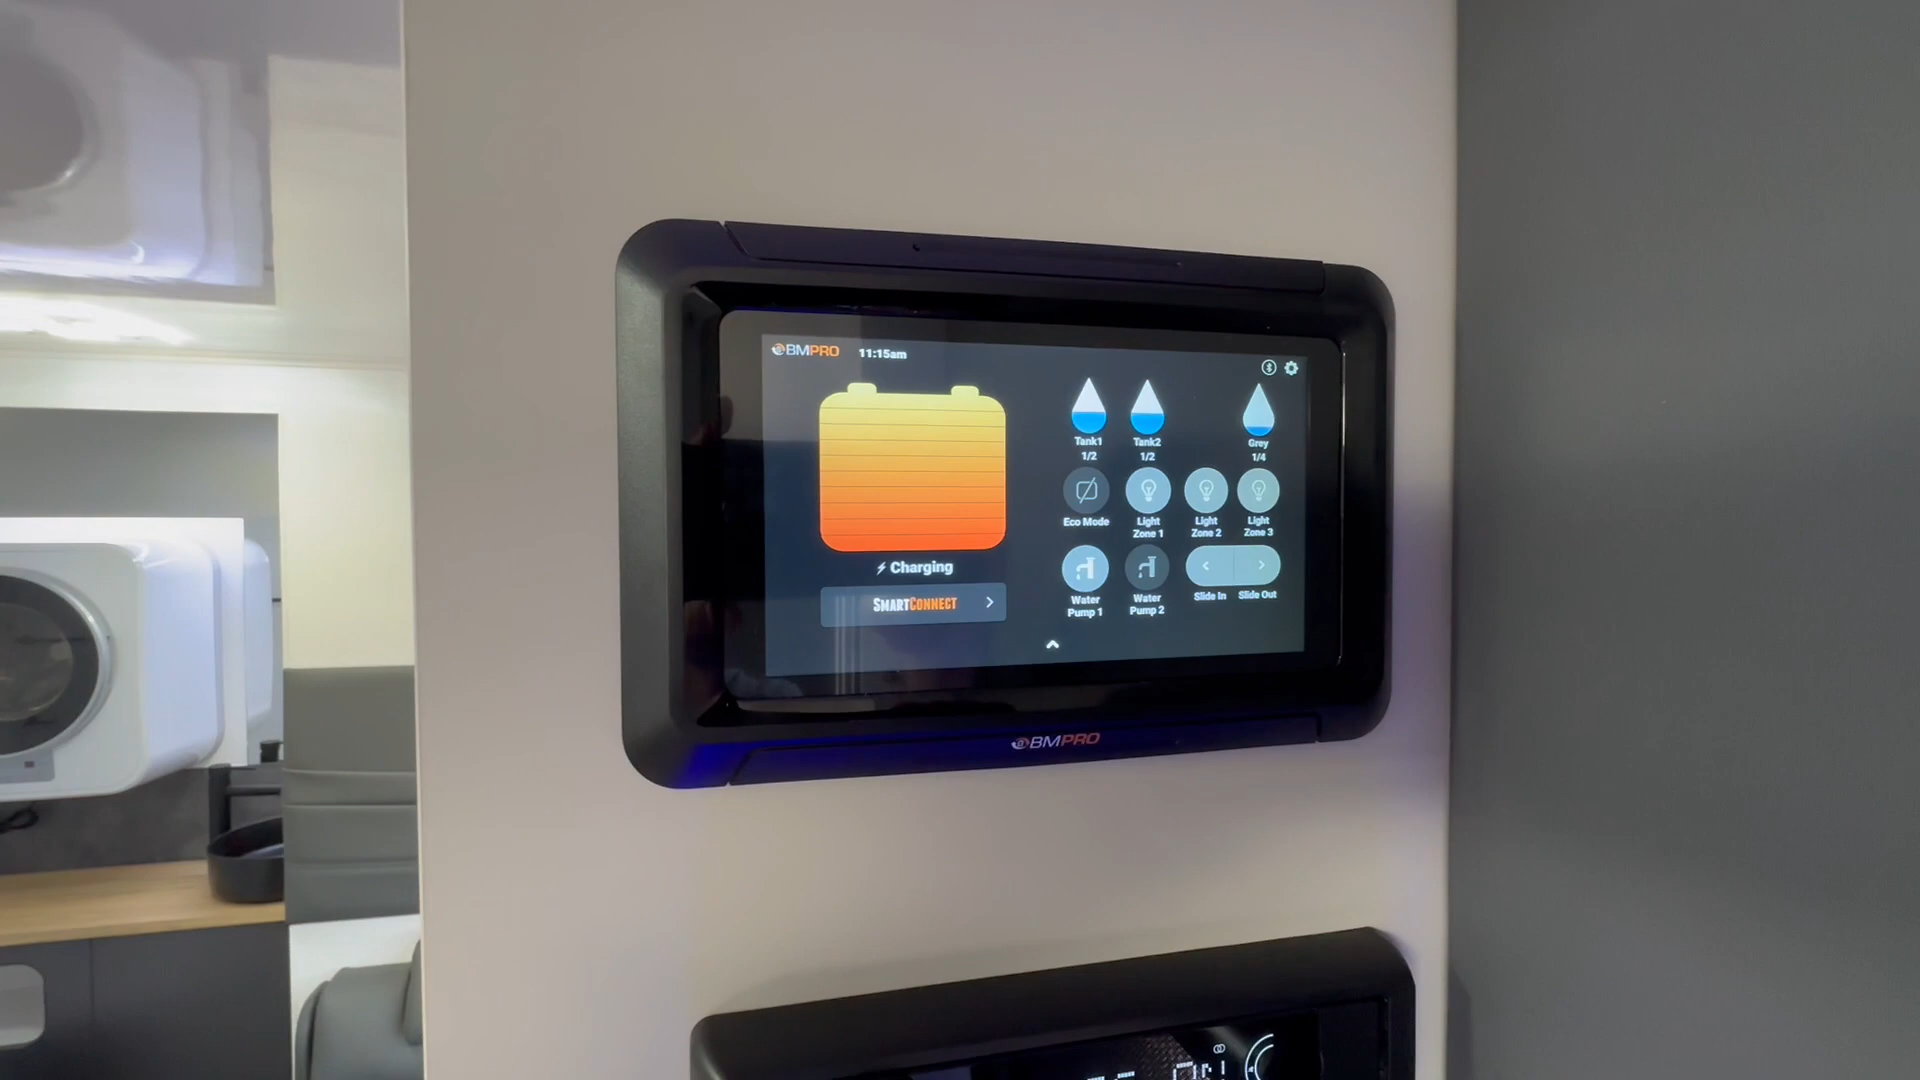 BMPRO 11:15am
Tank1 Tank2 Grey
1/2 1/2 1/4
Eco Mode Light Zone 1 Light Zone 2 Light Zone 3
Charging
SMARTCONNECT
Water Pump 1 Water Pump 2 Slide In Slide Out
BMPRO